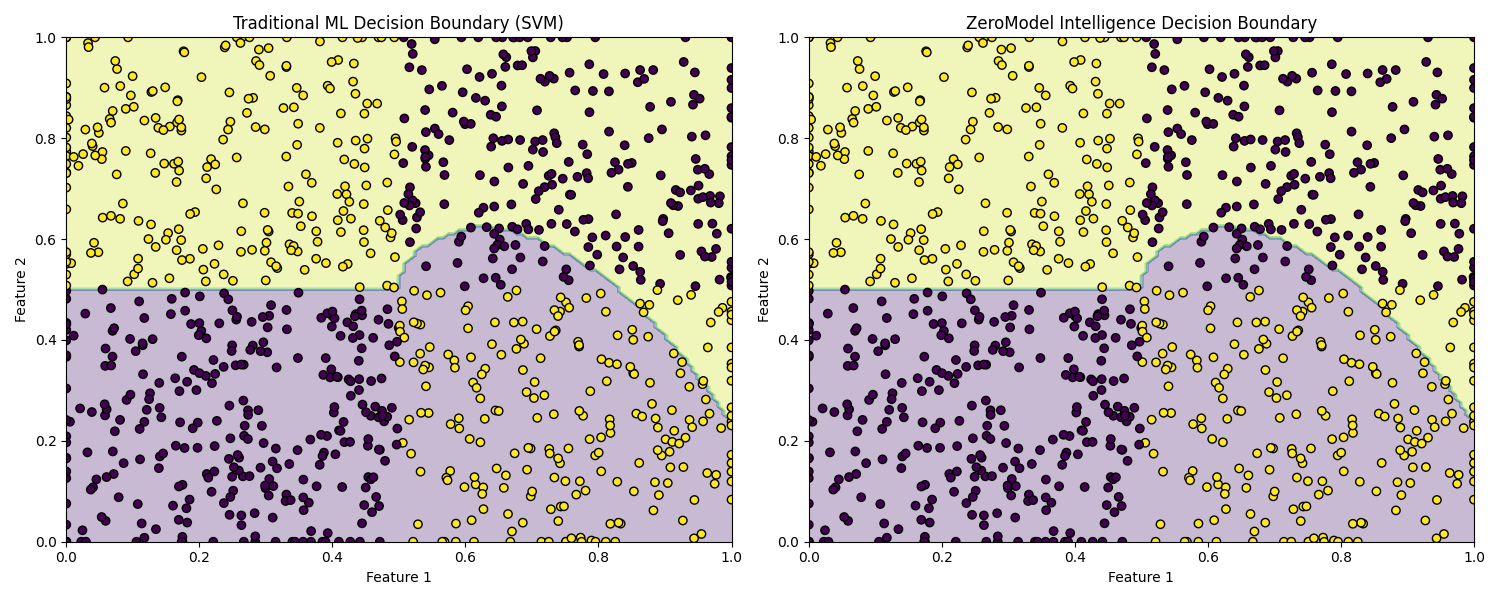 Traditional ML Decision Boundary (SVM)
1.0
0.8
0.6
0.4
0.2
0.0
Feature 2
0.0 0.2 0.4 0.6 0.8 1.0
Feature 1
ZeroModel Intelligence Decision Boundary
1.0
0.8
0.6
0.4
0.2
0.0
Feature 2
0.0 0.2 0.4 0.6 0.8 1.0
Feature 1